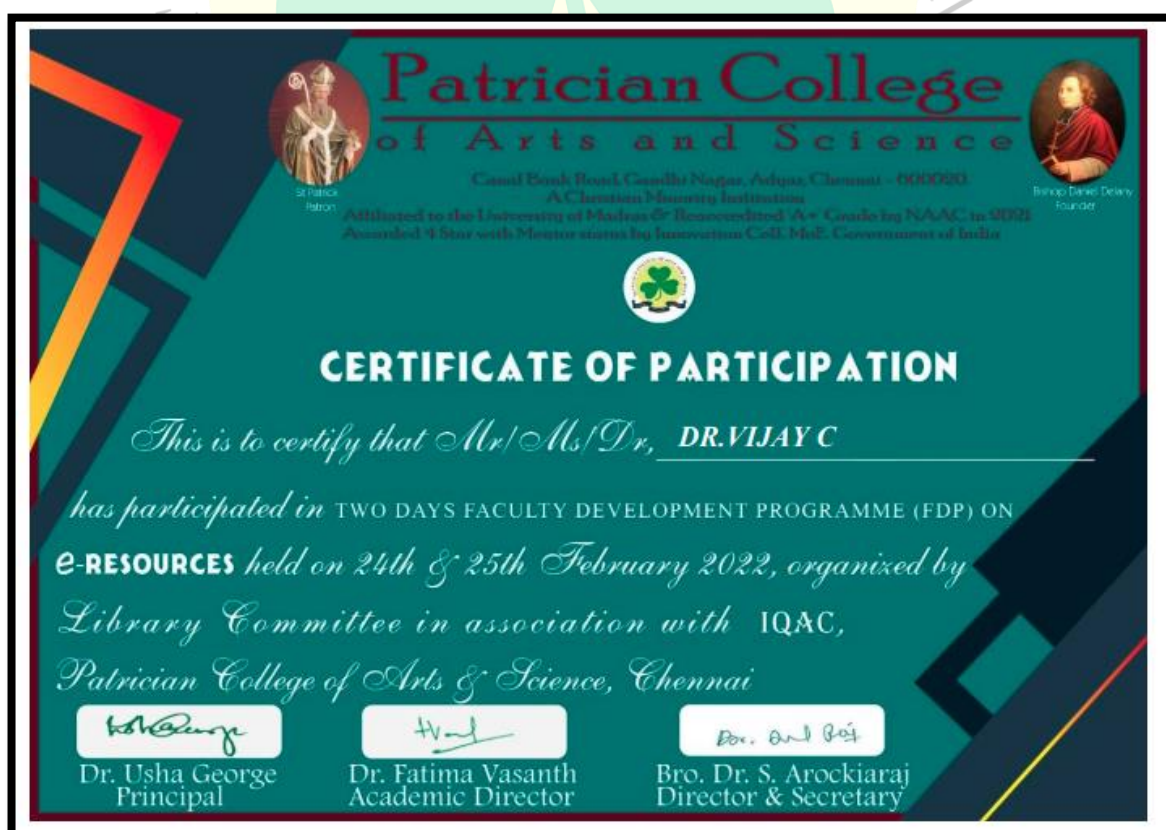 Patrician College
of Arts and Science
Canal Bank Road, Gandhi Nagar, Adyar, Chennai - 600020.
A Christian Minority Institution
Affiliated to the University of Madras & Reaccredited 'A+' Grade by NAAC in 2021
Awarded 4 Star with Mentor status by Innovation Cell, MoE, Government of India
St Patrick
Patron
Bishop Daniel Delany
Founder
CERTIFICATE OF PARTICIPATION
This is to certify that Mr/Ms/Dr, DR.VIJAY C
has participated in TWO DAYS FACULTY DEVELOPMENT PROGRAMME (FDP) ON
e-RESOURCES held on 24th & 25th February 2022, organized by
Library Committee in association with IQAC,
Patrician College of Arts & Science, Chennai
Dr. Usha George
Principal
Dr. Fatima Vasanth
Academic Director
Bro. Dr. S. Arockiaraj
Director & Secretary